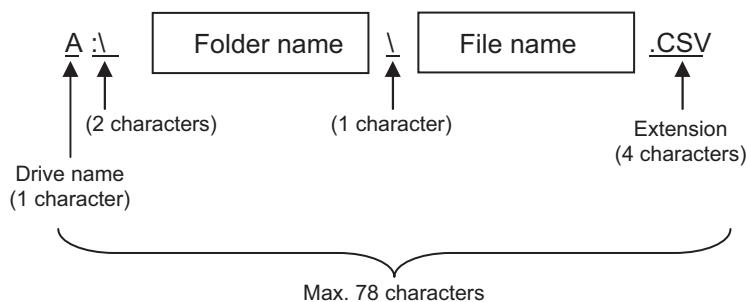 A :\ Folder name \ File name .CSV
(2 characters) (1 character) Extension
(4 characters)
Drive name
(1 character)
Max. 78 characters